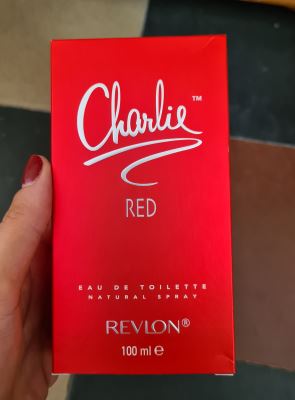 Charlie™
RED
EAU DE TOILETTE
NATURAL SPRAY
REVLON®
100 ml ℮